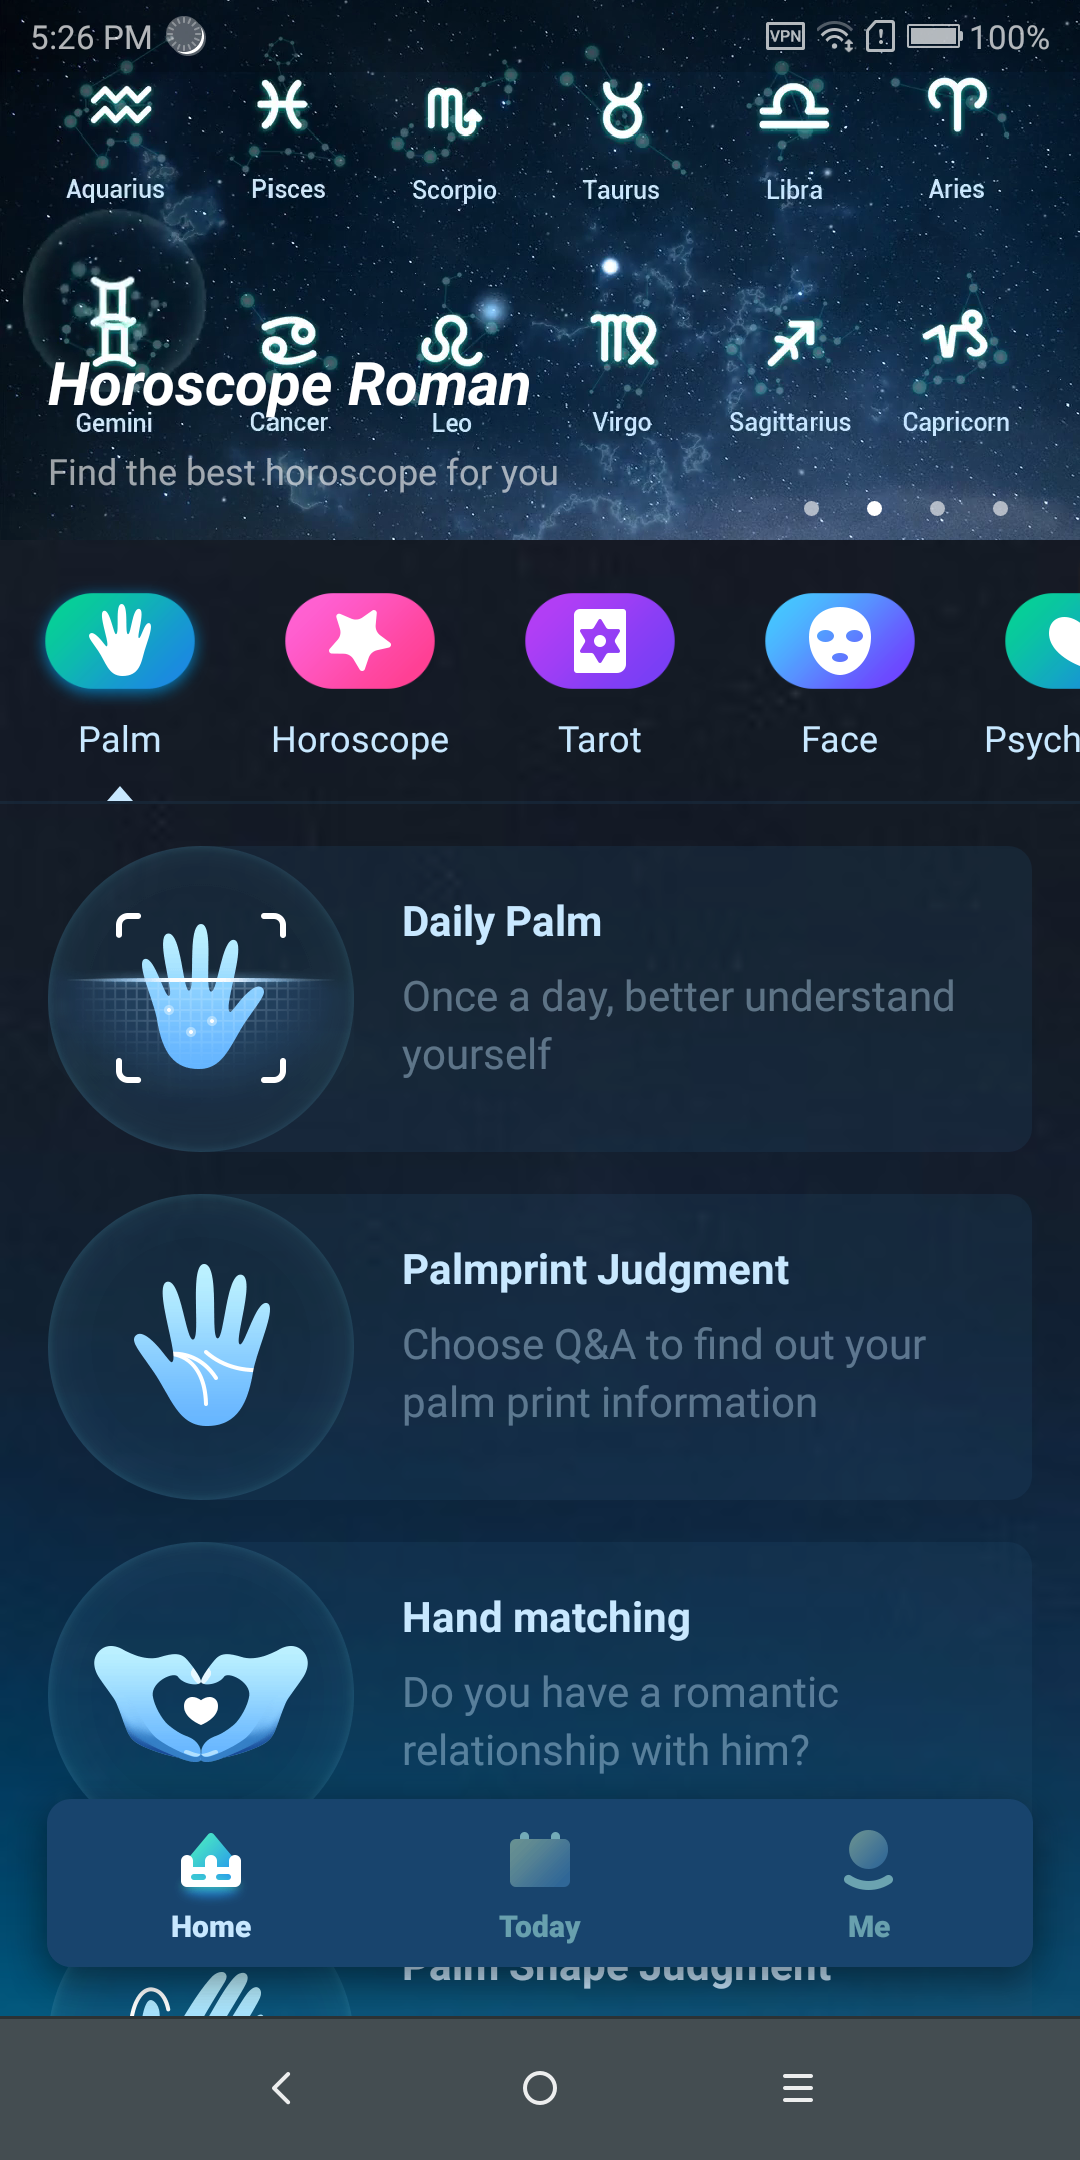 5:26 PM VPN 100%
Aquarius Pisces Scorpio Taurus Libra Aries
Horoscope Roman
Gemini Cancer Leo Virgo Sagittarius Capricorn
Find the best horoscope for you
Palm Horoscope Tarot Face Psych
Daily Palm
Once a day, better understand
yourself
Palmprint Judgment
Choose Q&A to find out your
palm print information
Hand matching
Do you have a romantic
relationship with him?
Home Today Me
Palm Shape Judgment